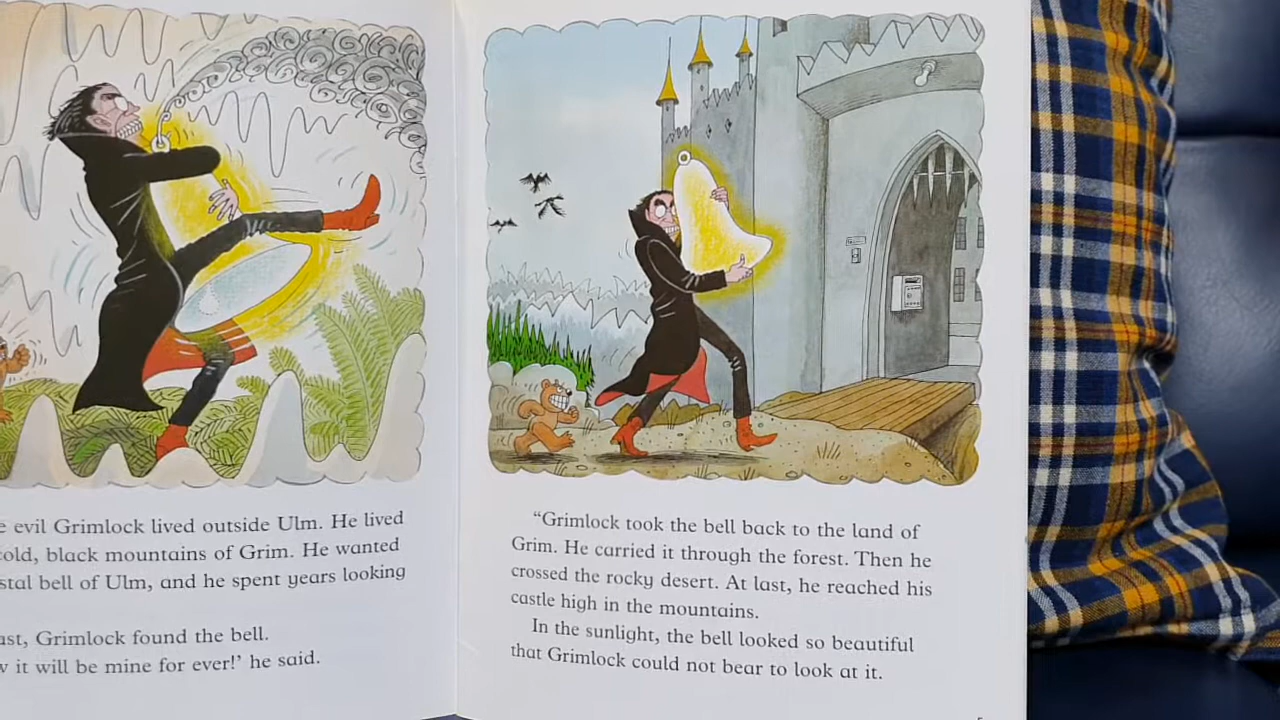 evil Grimlock lived outside Ulm. He lived
old, black mountains of Grim. He wanted
stal bell of Ulm, and he spent years looking
ast, Grimlock found the bell.
it will be mine for ever!’ he said.
“Grimlock took the bell back to the land of
Grim. He carried it through the forest. Then he
crossed the rocky desert. At last, he reached his
castle high in the mountains.
In the sunlight, the bell looked so beautiful
that Grimlock could not bear to look at it.